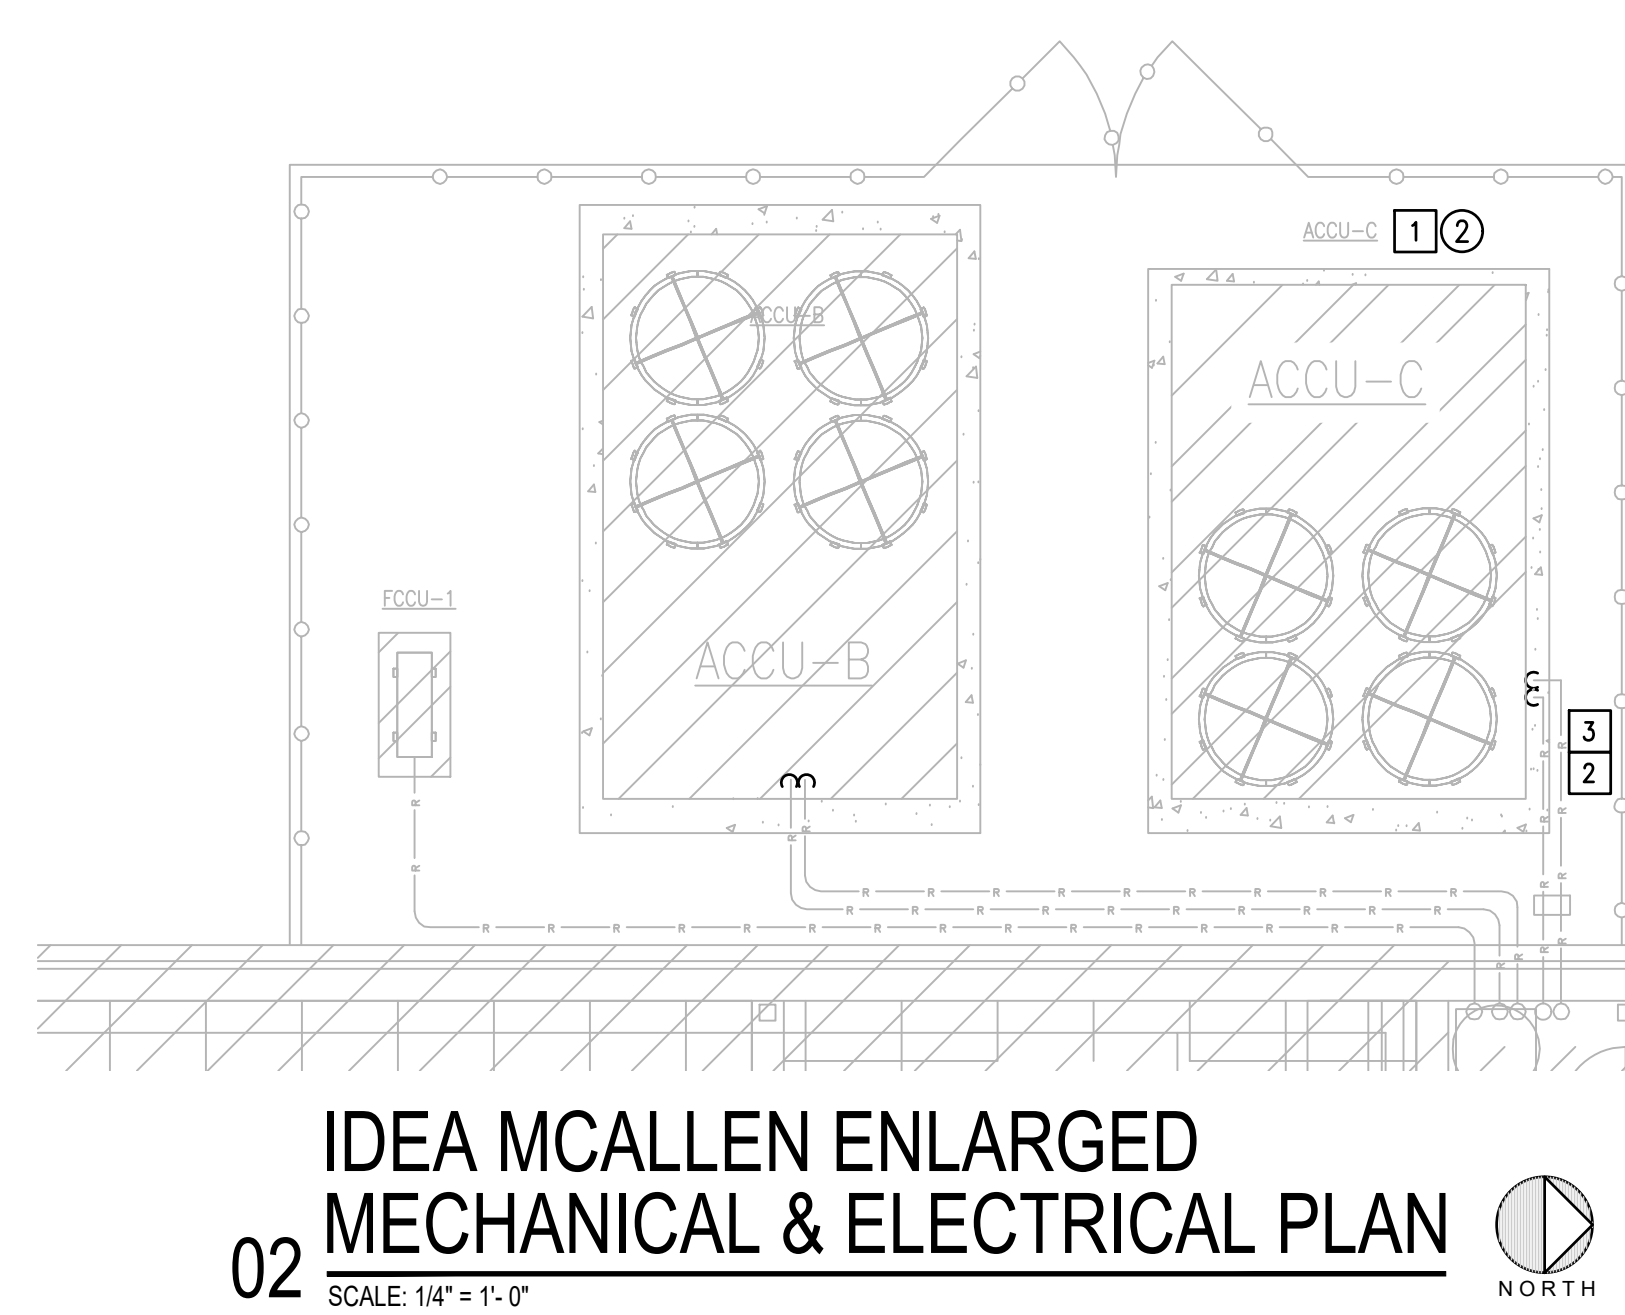 ACCU-C 1 2
ACCU-B
ACCU-C
FCCU-1
ACCU-B
3
2
R R
R R
R R
R R R R R R R R R R
R R R R R R R R R R
R R R R R R R R R R R R R R R
R R R R
R R
R R
IDEA MCALLEN ENLARGED
MECHANICAL & ELECTRICAL PLAN
02
SCALE: 1/4" = 1'- 0"
NORTH